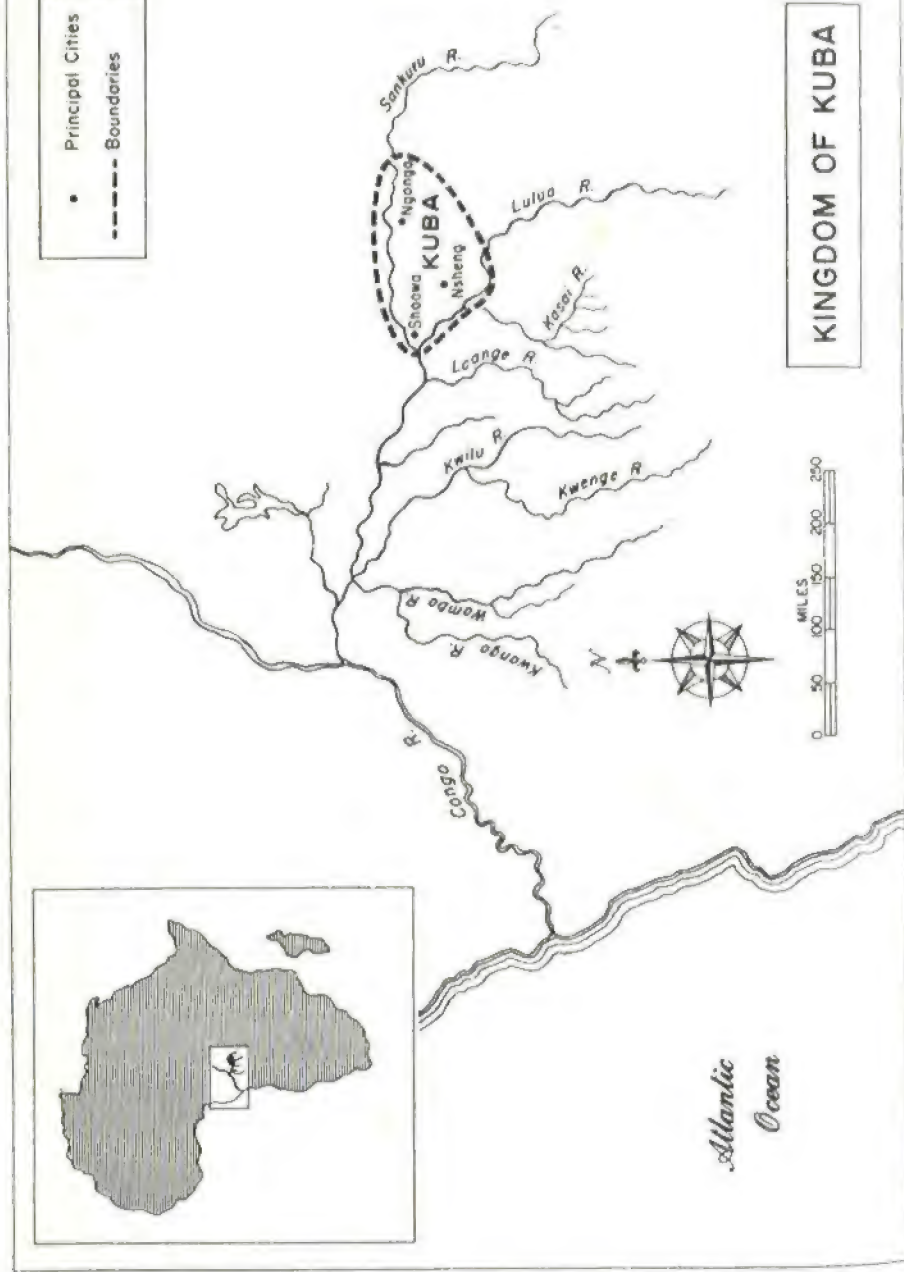 • Principal Cities
Boundaries
Sankuru R.
Ngongo
Shoowa
KUBA
Nsheng
Lulua R.
Kasai R.
Loange R.
Kwilu R.
Kwenge R.
Wamba R.
Kwango R.
Congo R.
N
MILES
0 50 100 150 200 250
Atlantic
Ocean
KINGDOM OF KUBA